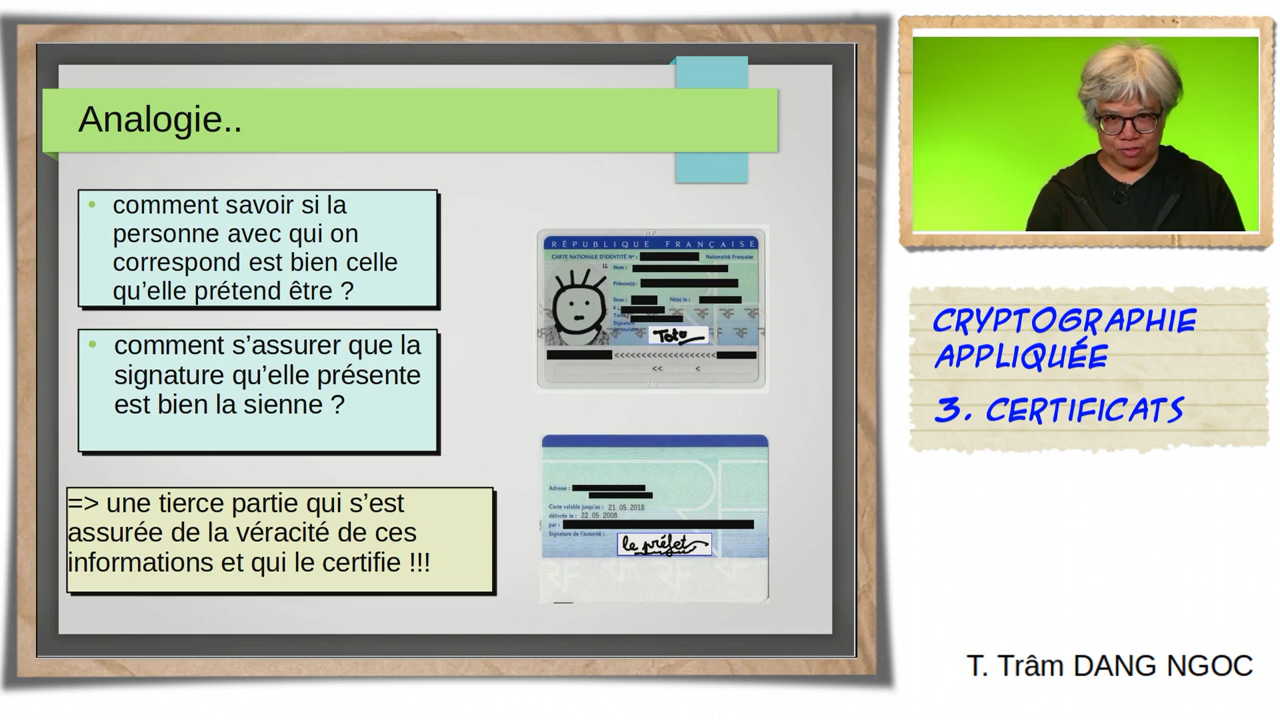 Analogie..
comment savoir si la
personne avec qui on
correspond est bien celle
qu'elle prétend être ?
comment s'assurer que la
signature qu'elle présente
est bien la sienne ?
=> une tierce partie qui s'est
assurée de la véracité de ces
informations et qui le certifie !!!
RÉPUBLIQUE FRANÇAISE
CARTE NATIONALE D'IDENTITÉ N° : Nationalité Française
Nom :
Prénom(s) :
Sexe : Né(e) le :
Signature
Toto
<<<<<<<<<<<<<<<<<<
<< <
Adresse :
Carte valable jusqu'au : 21.05.2018
délivrée le : 22.05.2008
par :
Signature de l'autorité :
le préfet
CRYPTOGRAPHIE
APPLIQUÉE
3. CERTIFICATS
T. Trâm DANG NGOC